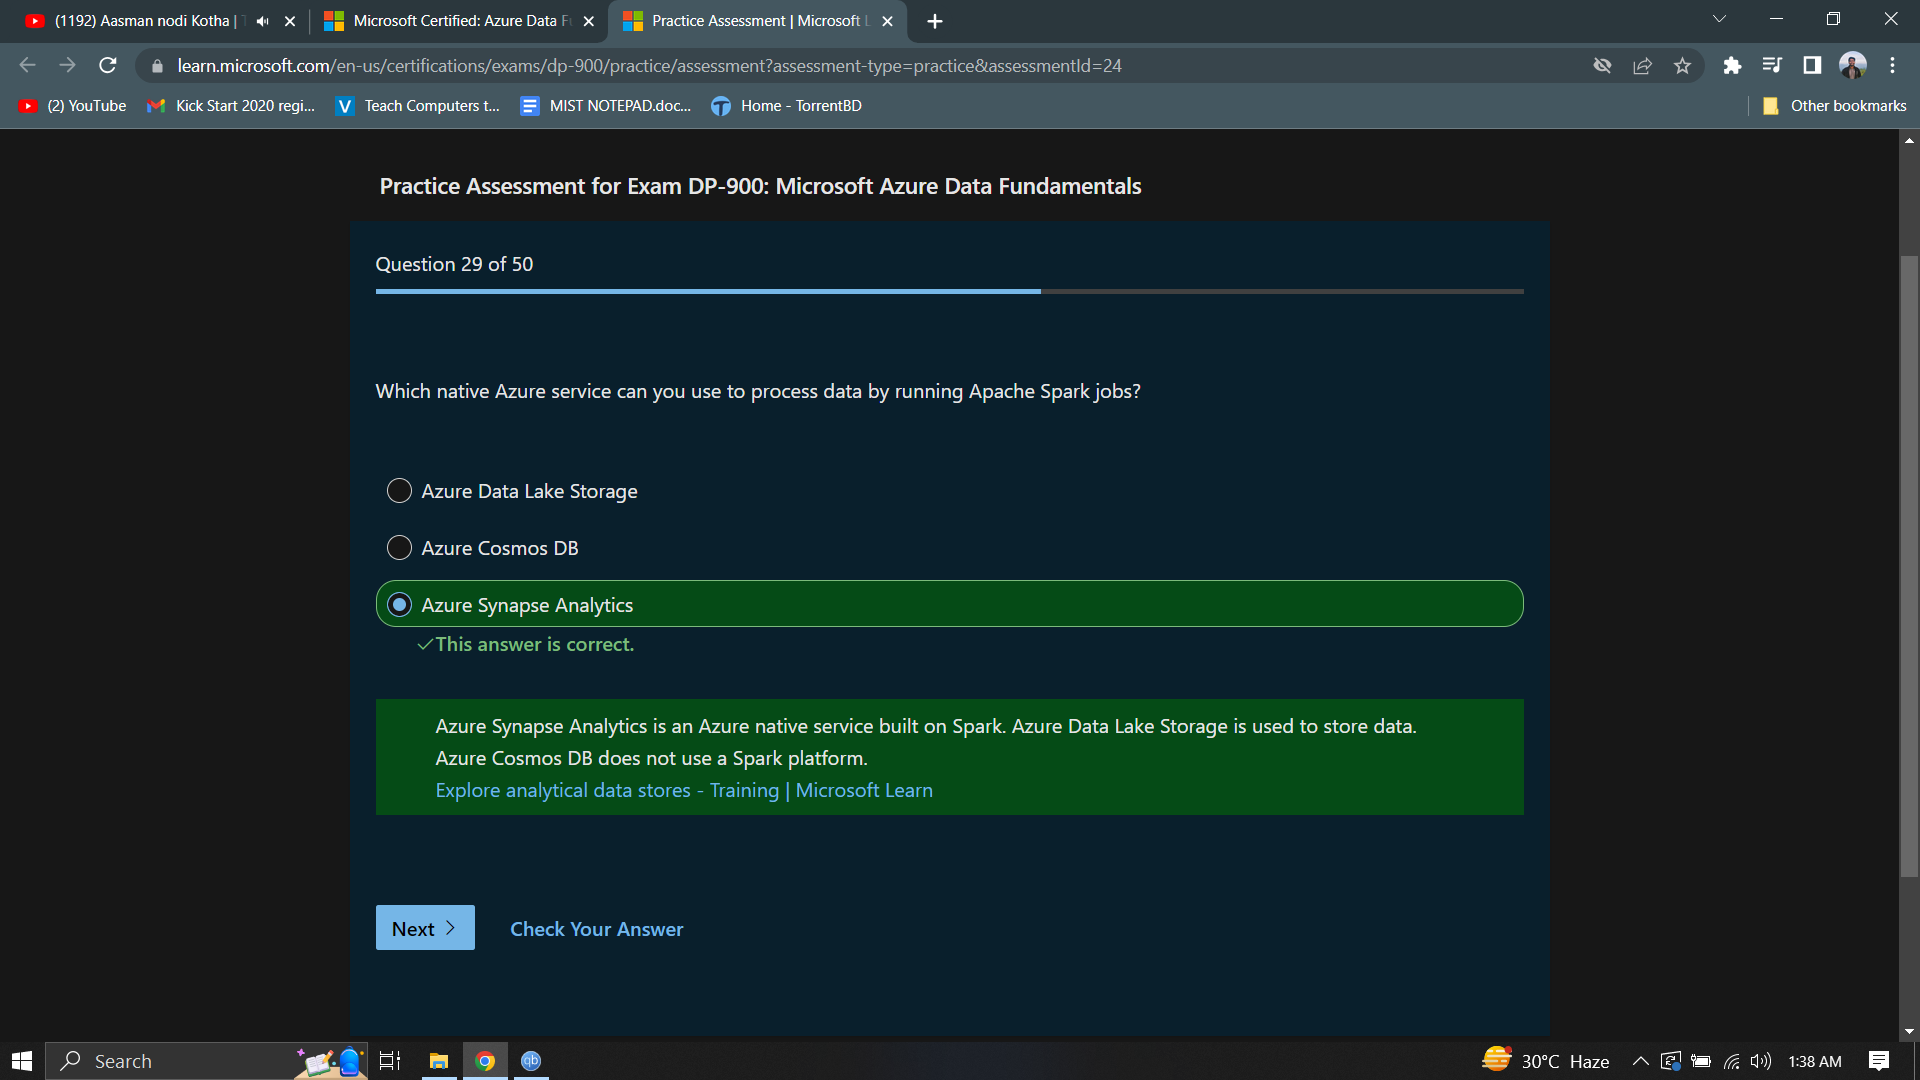 (1192) Aasman nodi Kotha |
Microsoft Certified: Azure Data F
Practice Assessment | Microsoft L
learn.microsoft.com/en-us/certifications/exams/dp-900/practice/assessment?assessment-type=practice&assessmentId=24
(2) YouTube
Kick Start 2020 regi...
V Teach Computers t...
MIST NOTEPAD.doc...
Home - TorrentBD
Other bookmarks
Practice Assessment for Exam DP-900: Microsoft Azure Data Fundamentals
Question 29 of 50
Which native Azure service can you use to process data by running Apache Spark jobs?
Azure Data Lake Storage
Azure Cosmos DB
Azure Synapse Analytics
✓This answer is correct.
Azure Synapse Analytics is an Azure native service built on Spark. Azure Data Lake Storage is used to store data.
Azure Cosmos DB does not use a Spark platform.
Explore analytical data stores - Training | Microsoft Learn
Next >
Check Your Answer
Search
qb
30°C Haze
1:38 AM